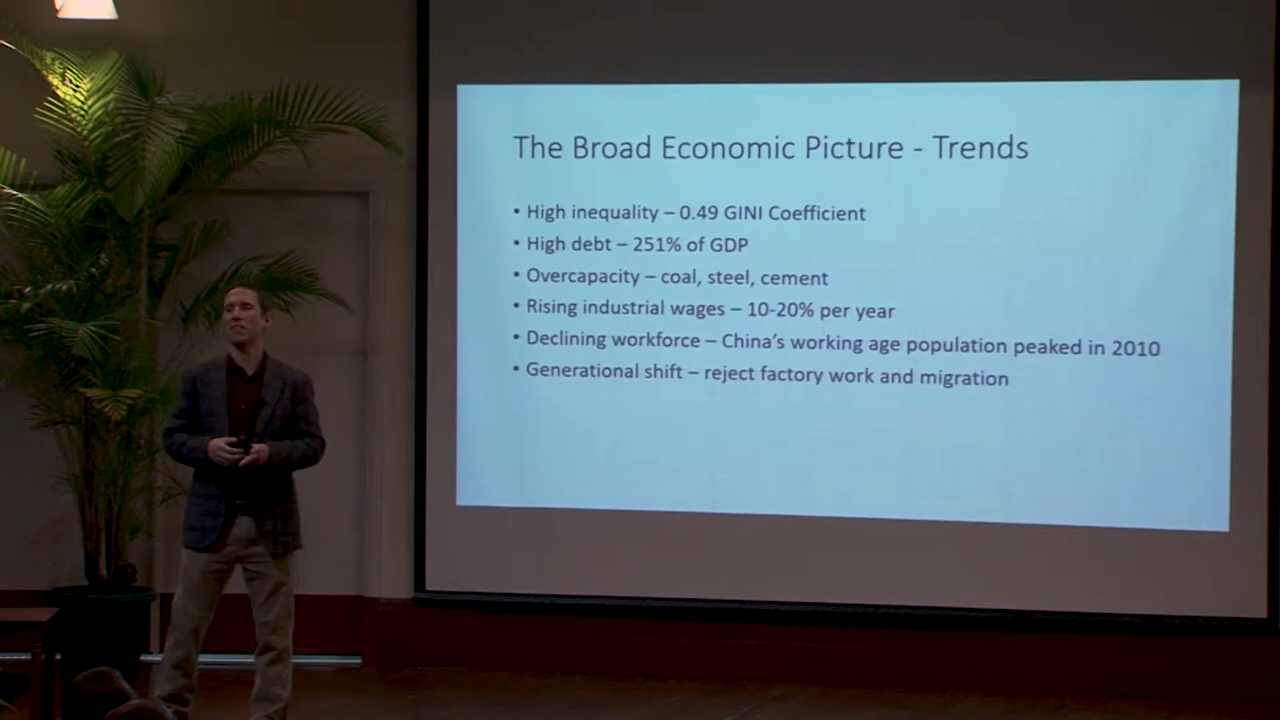 The Broad Economic Picture - Trends
• High inequality – 0.49 GINI Coefficient
• High debt – 251% of GDP
• Overcapacity – coal, steel, cement
• Rising industrial wages – 10-20% per year
• Declining workforce – China's working age population peaked in 2010
• Generational shift – reject factory work and migration